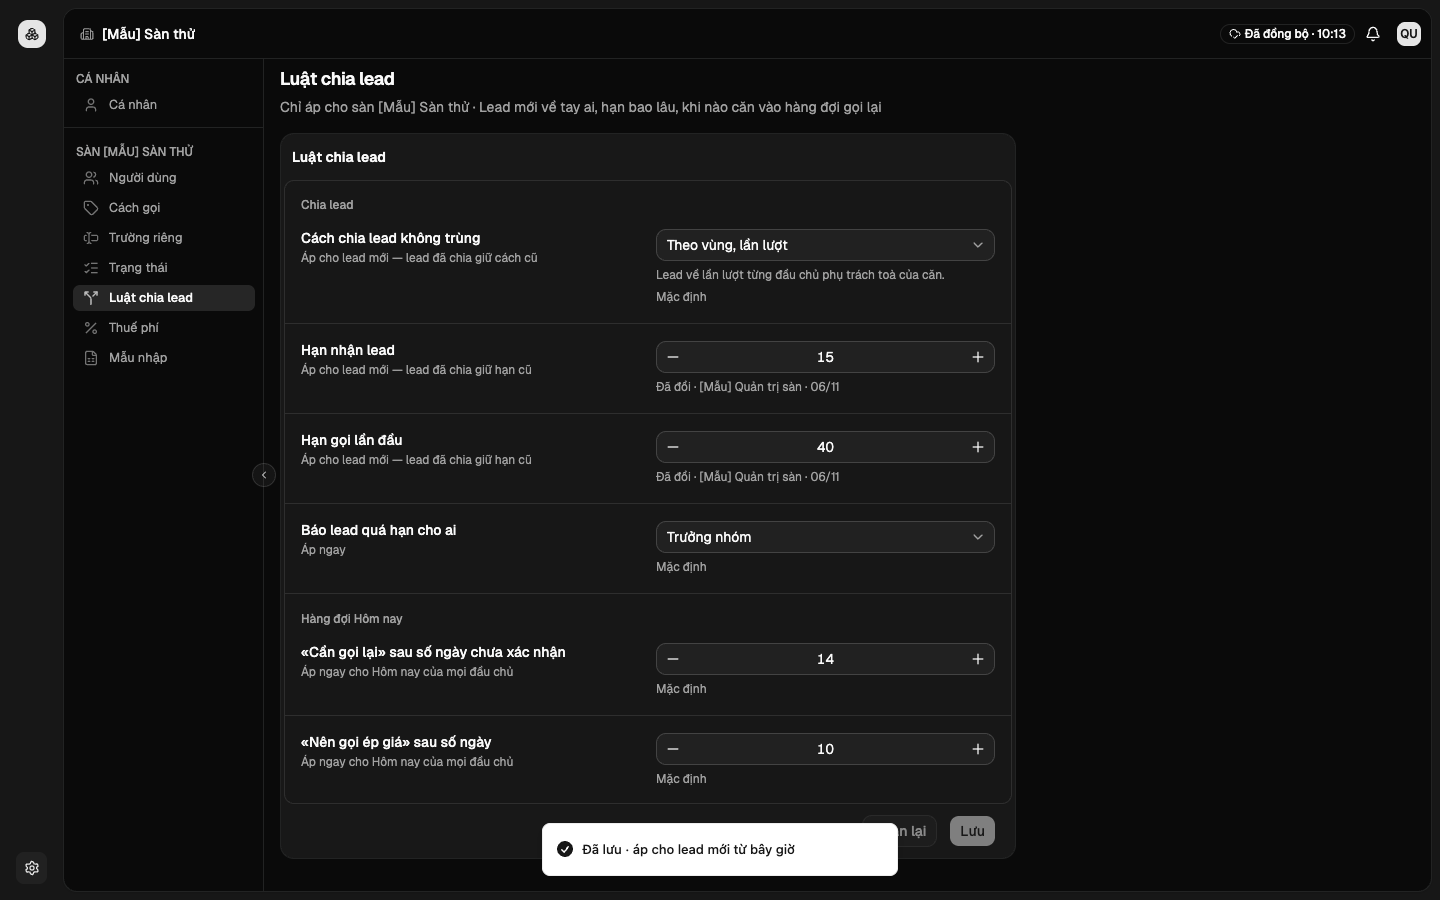 [Mẫu] Sàn thử
Đã đồng bộ · 10:13
QU
CÁ NHÂN
Cá nhân
SÀN [MẪU] SÀN THỬ
Người dùng
Cách gọi
Trường riêng
Trạng thái
Luật chia lead
Thuế phí
Mẫu nhập
Luật chia lead
Chỉ áp cho sàn [Mẫu] Sàn thử · Lead mới về tay ai, hạn bao lâu, khi nào căn vào hàng đợi gọi lại
Luật chia lead
Chia lead
Cách chia lead không trùng
Áp cho lead mới — lead đã chia giữ cách cũ
Theo vùng, lần lượt
Lead về lần lượt từng đầu chủ phụ trách toà của căn.
Mặc định
Hạn nhận lead
Áp cho lead mới — lead đã chia giữ hạn cũ
15
Đã đổi · [Mẫu] Quản trị sàn · 06/11
Hạn gọi lần đầu
Áp cho lead mới — lead đã chia giữ hạn cũ
40
Đã đổi · [Mẫu] Quản trị sàn · 06/11
Báo lead quá hạn cho ai
Áp ngay
Trưởng nhóm
Mặc định
Hàng đợi Hôm nay
«Cần gọi lại» sau số ngày chưa xác nhận
Áp ngay cho Hôm nay của mọi đầu chủ
14
Mặc định
«Nên gọi ép giá» sau số ngày
Áp ngay cho Hôm nay của mọi đầu chủ
10
Mặc định
lại
Lưu
Đã lưu · áp cho lead mới từ bây giờ